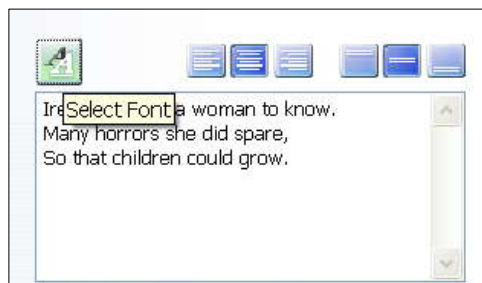 Select Font
Ire a woman to know.
Many horrors she did spare,
So that children could grow.